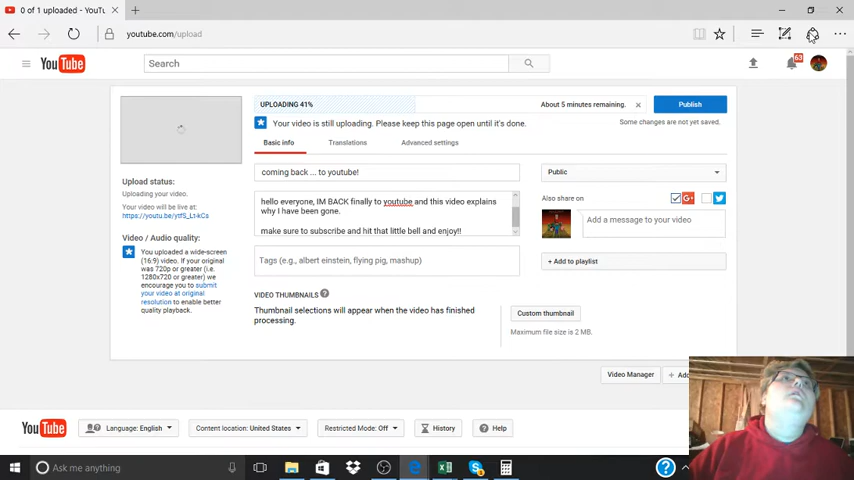 0 of 1 uploaded - YouTu
youtube.com/upload
YouTube
Search
63
UPLOADING 41%
About 5 minutes remaining.
Publish
Your video is still uploading. Please keep this page open until it's done.
Some changes are not yet saved.
Basic info
Translations
Advanced settings
Upload status:
Uploading your video.
Your video will be live at:
coming back ... to youtube!
Public
hello everyone, IM BACK finally to youtube and this video explains
why I have been gone.
make sure to subscribe and hit that little bell and enjoy!!
Also share on
Add a message to your video
Video / Audio quality:
You uploaded a wide-screen
(16:9) video. If your original
was 720p or greater (i.e.
1280x720 or greater) we
encourage you to submit
your video at original
resolution to enable better
quality playback.
Tags (e.g., albert einstein, flying pig, mashup)
+ Add to playlist
VIDEO THUMBNAILS
Thumbnail selections will appear when the video has finished
processing.
Custom thumbnail
Maximum file size is 2 MB.
Video Manager
+ Add
YouTube
Language: English
Content location: United States
Restricted Mode: Off
History
Help
Ask me anything